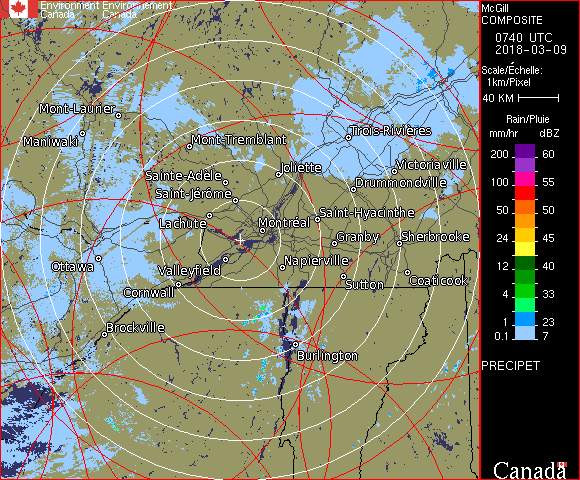 Environment Environnement
Canada Canada
McGill
COMPOSITE
0740 UTC
2018-03-09
Scale/Échelle:
1km/Pixel
40 KM
Rain/Pluie
mm/hr dBZ
200 60
100 55
50 50
24 45
12 40
4 33
1 23
0.1 7
PRECIPET
Canada
Mont-Laurier
Maniwaki
Mont-Tremblant
Trois-Rivières
Sainte-Adèle
Joliette
Victoriaville
Saint-Jérôme
Drummondville
Lachute
Montréal
Saint-Hyacinthe
Granby
Sherbrooke
Ottawa
Valleyfield
Napierville
Cornwall
Sutton
Coaticook
Brockville
Burlington